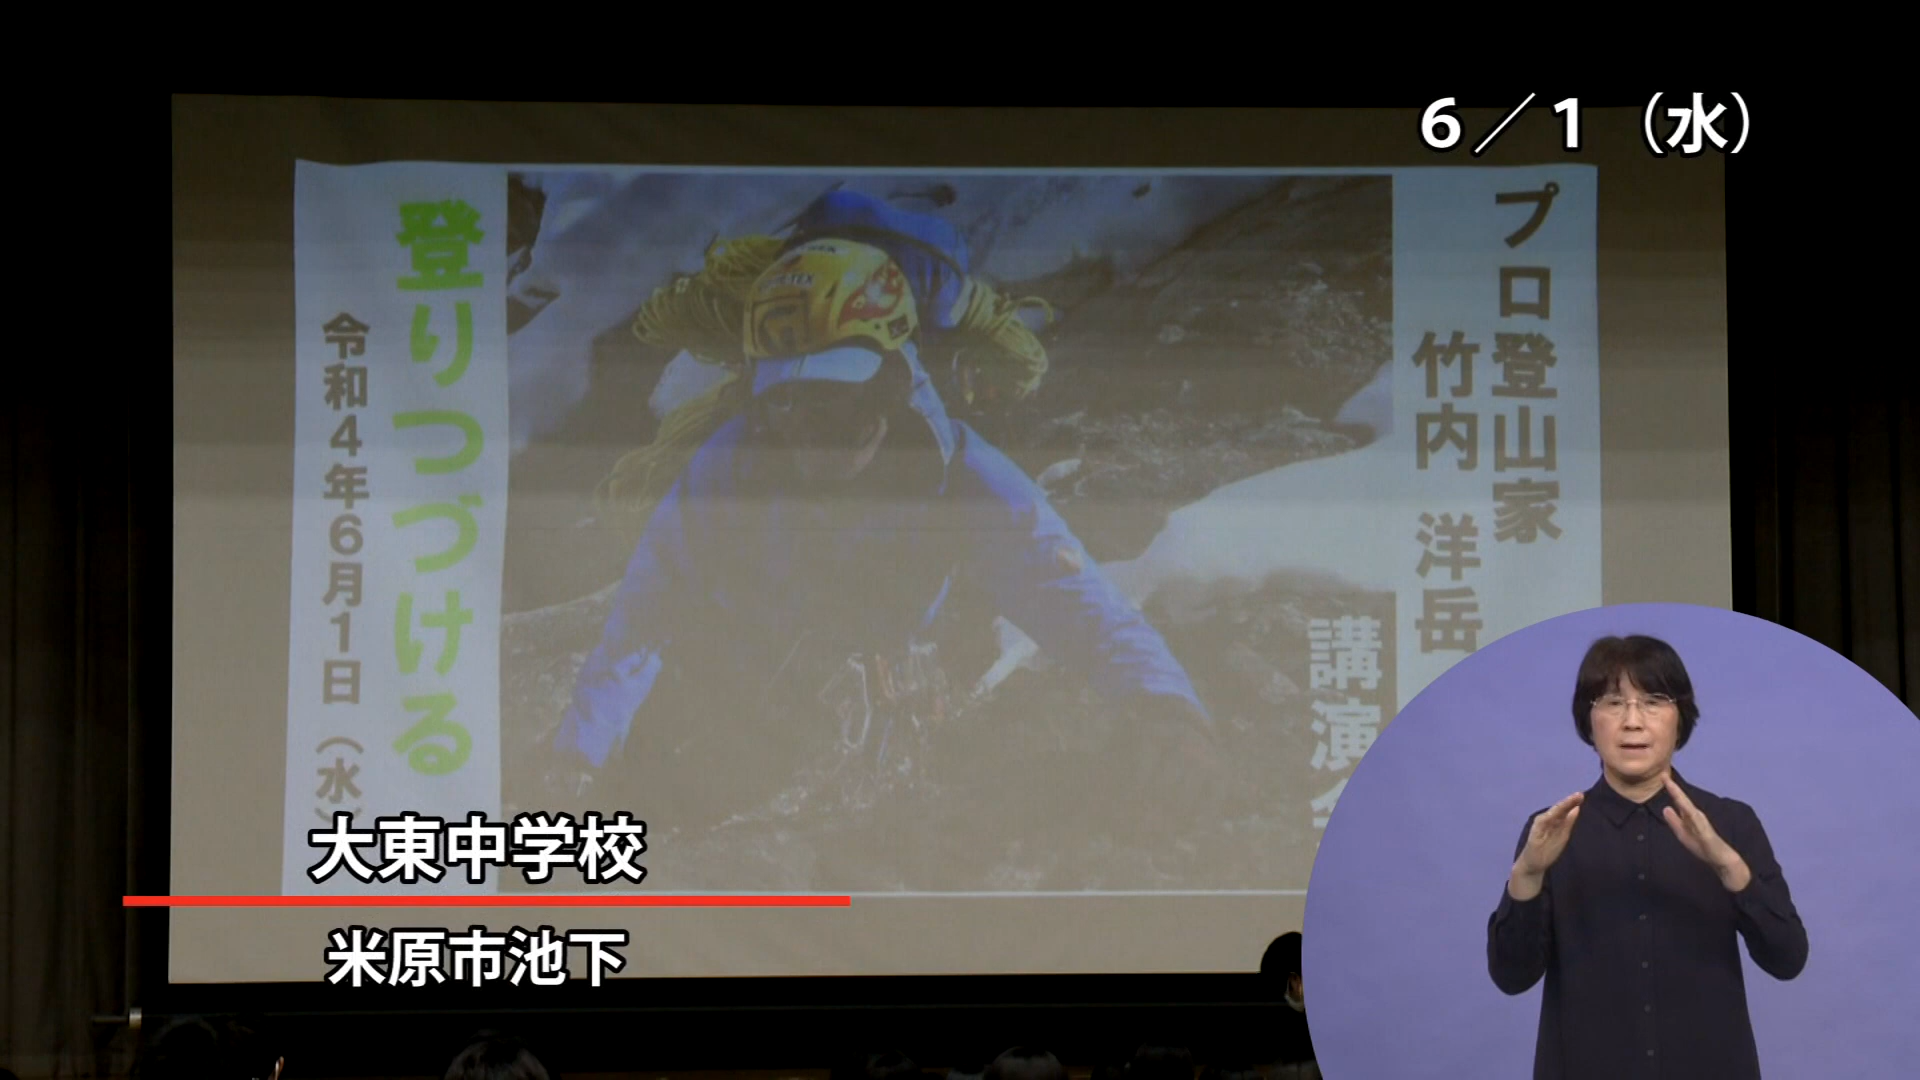 6／1（水）
プロ登山家
竹内 洋岳
講演
登りつづける
令和4年6月1日（水）
大東中学校
米原市池下